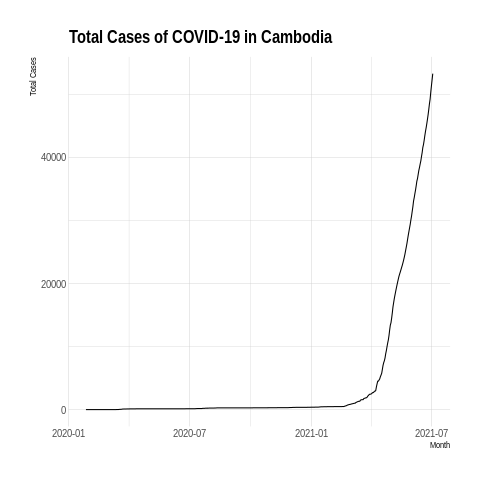 Total Cases of COVID-19 in Cambodia
Total Cases
40000
20000
0
2020-01 2020-07 2021-01 2021-07
Month